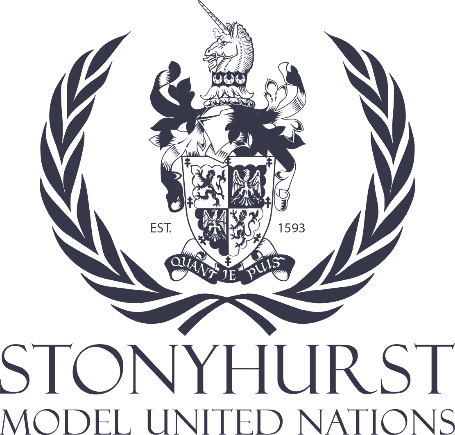 EST. 1593
QUANT JE PUIS
STONYHURST
MODEL UNITED NATIONS